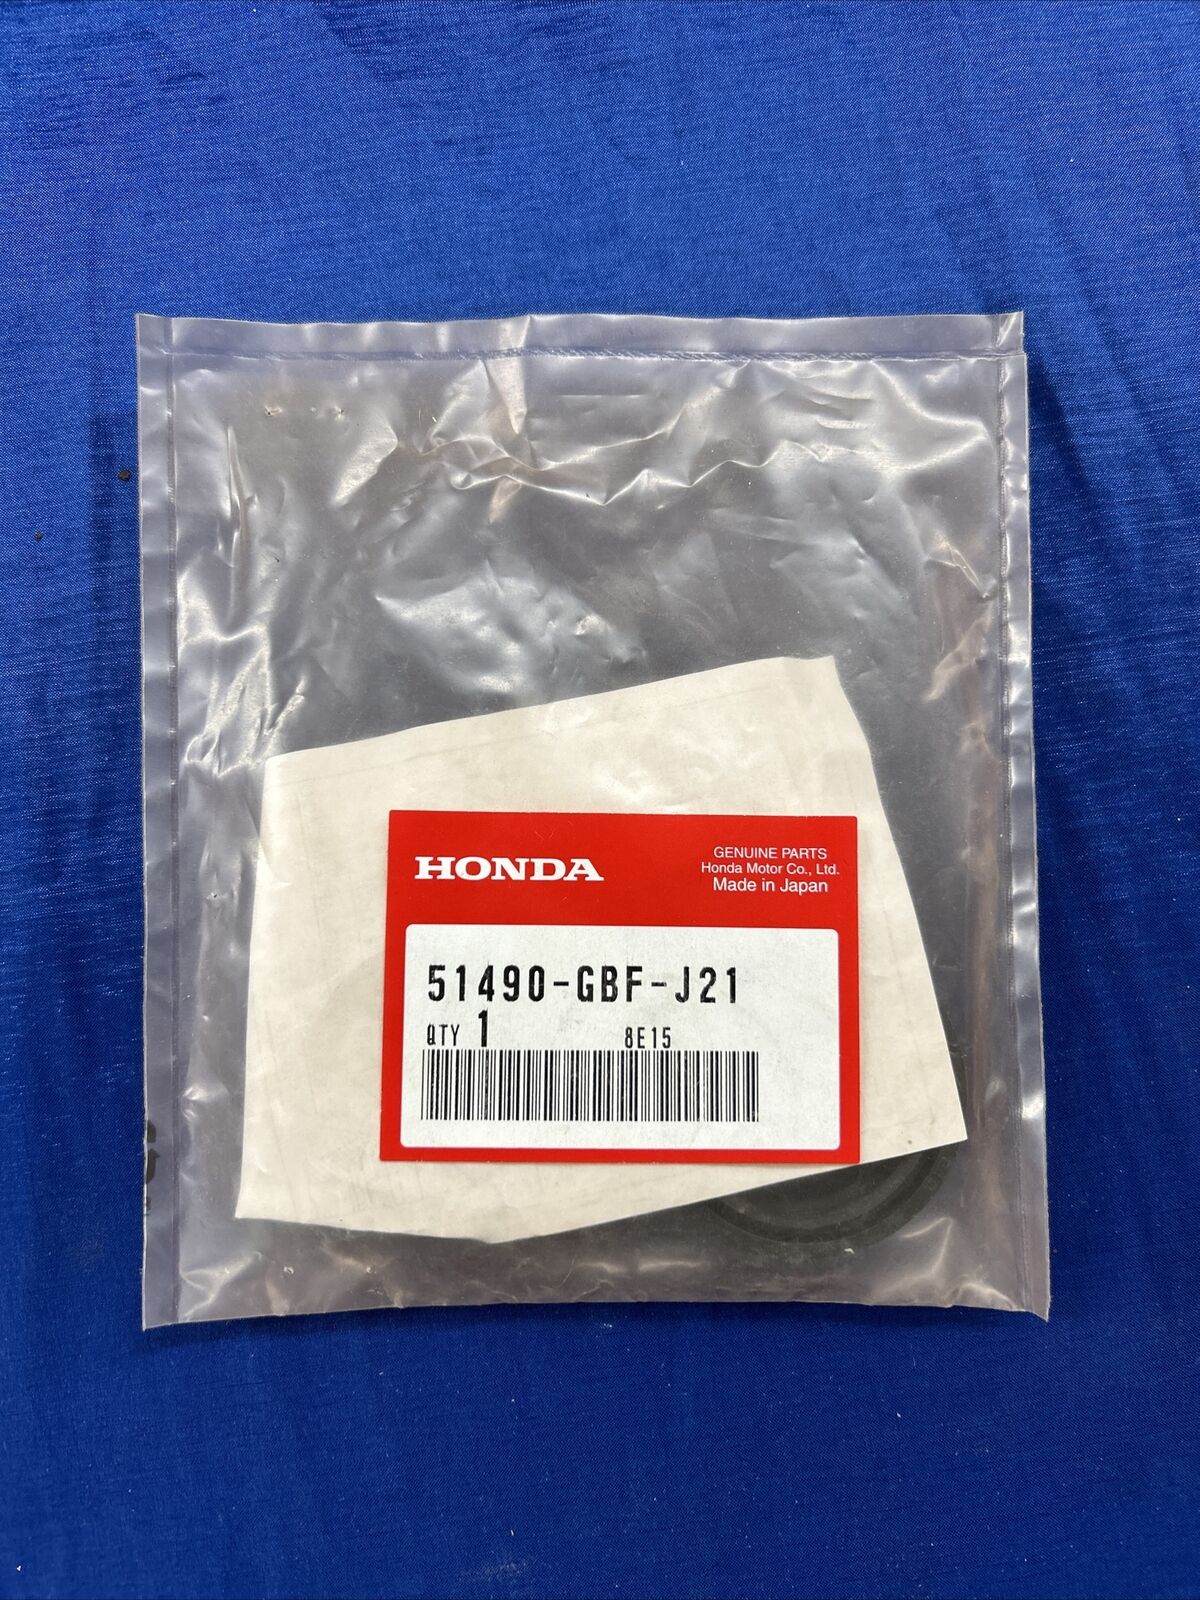 HONDA
GENUINE PARTS
Honda Motor Co., Ltd.
Made in Japan
51490-GBF-J21
QTY 1 8E15